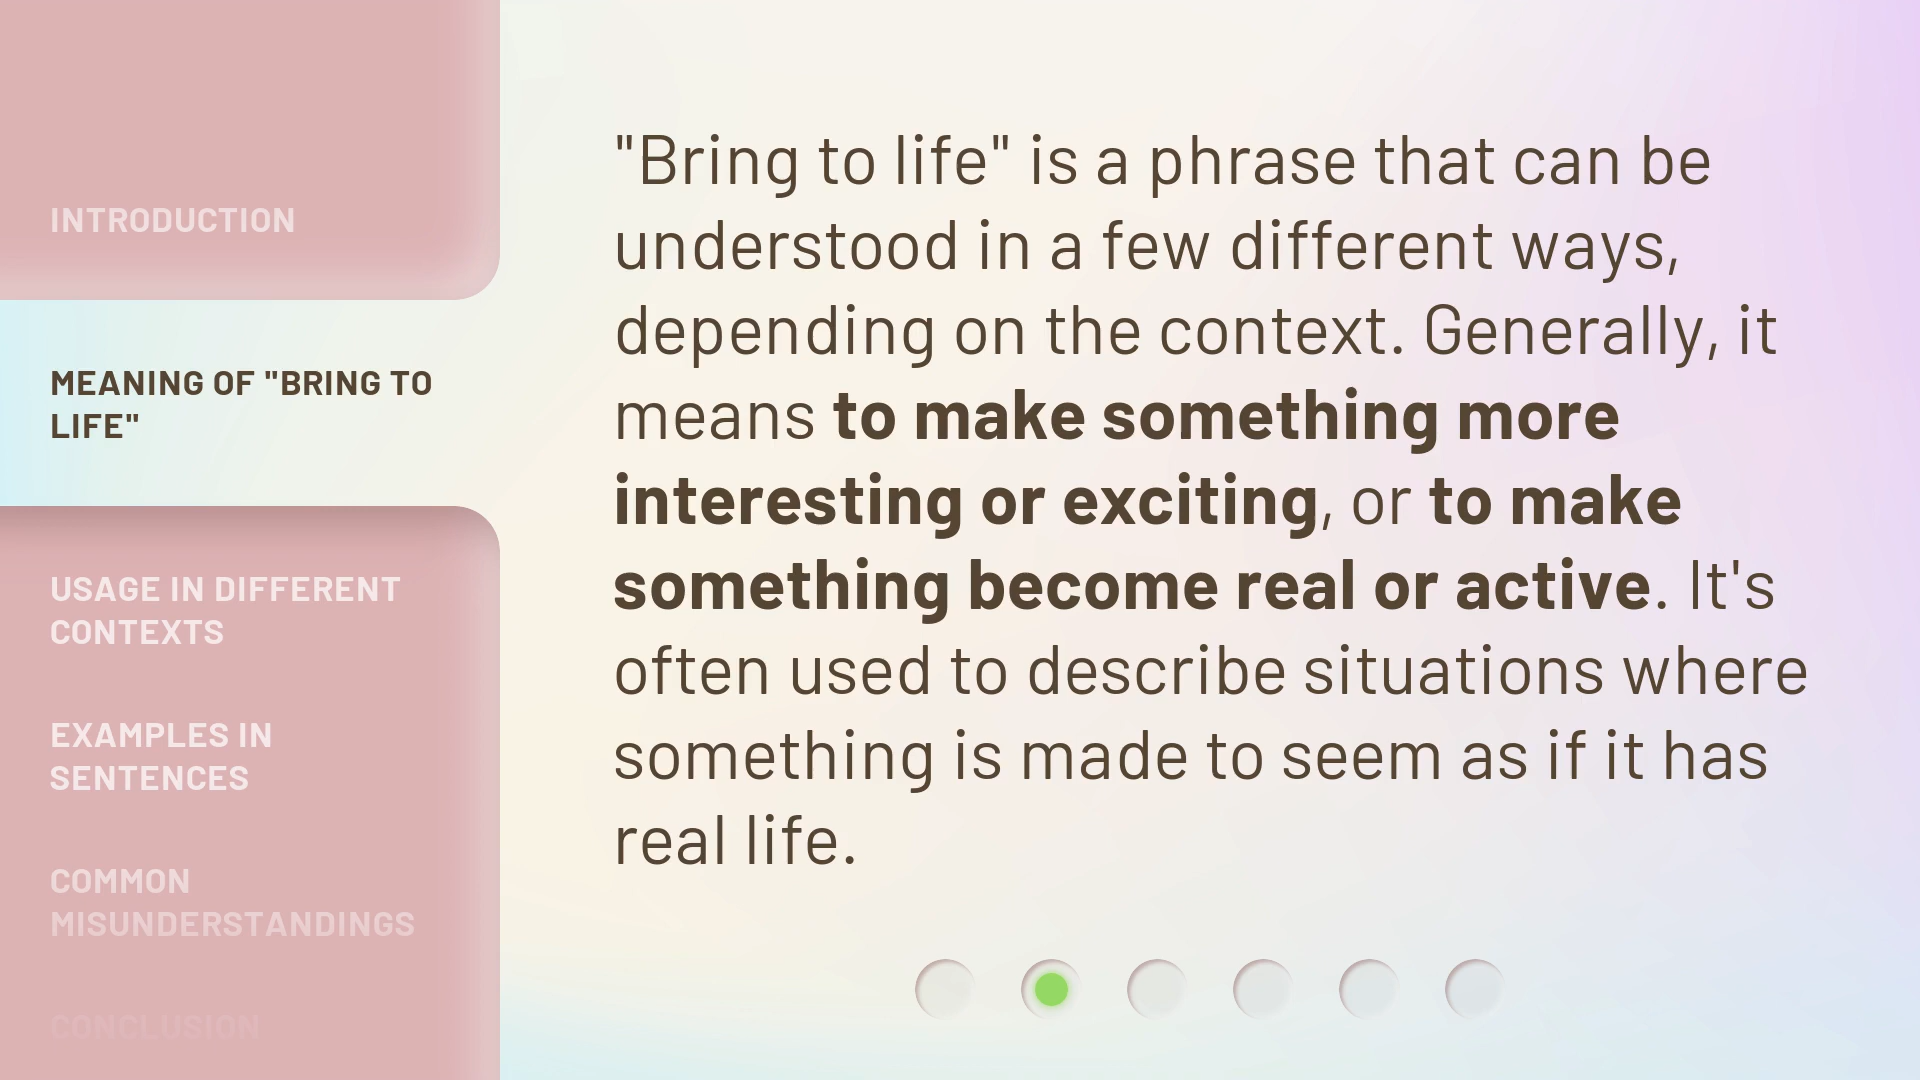 INTRODUCTION
MEANING OF "BRING TO
LIFE"
USAGE IN DIFFERENT
CONTEXTS
EXAMPLES IN
SENTENCES
COMMON
MISUNDERSTANDINGS
CONCLUSION
"Bring to life" is a phrase that can be
understood in a few different ways,
depending on the context. Generally, it
means to make something more
interesting or exciting, or to make
something become real or active. It's
often used to describe situations where
something is made to seem as if it has
real life.